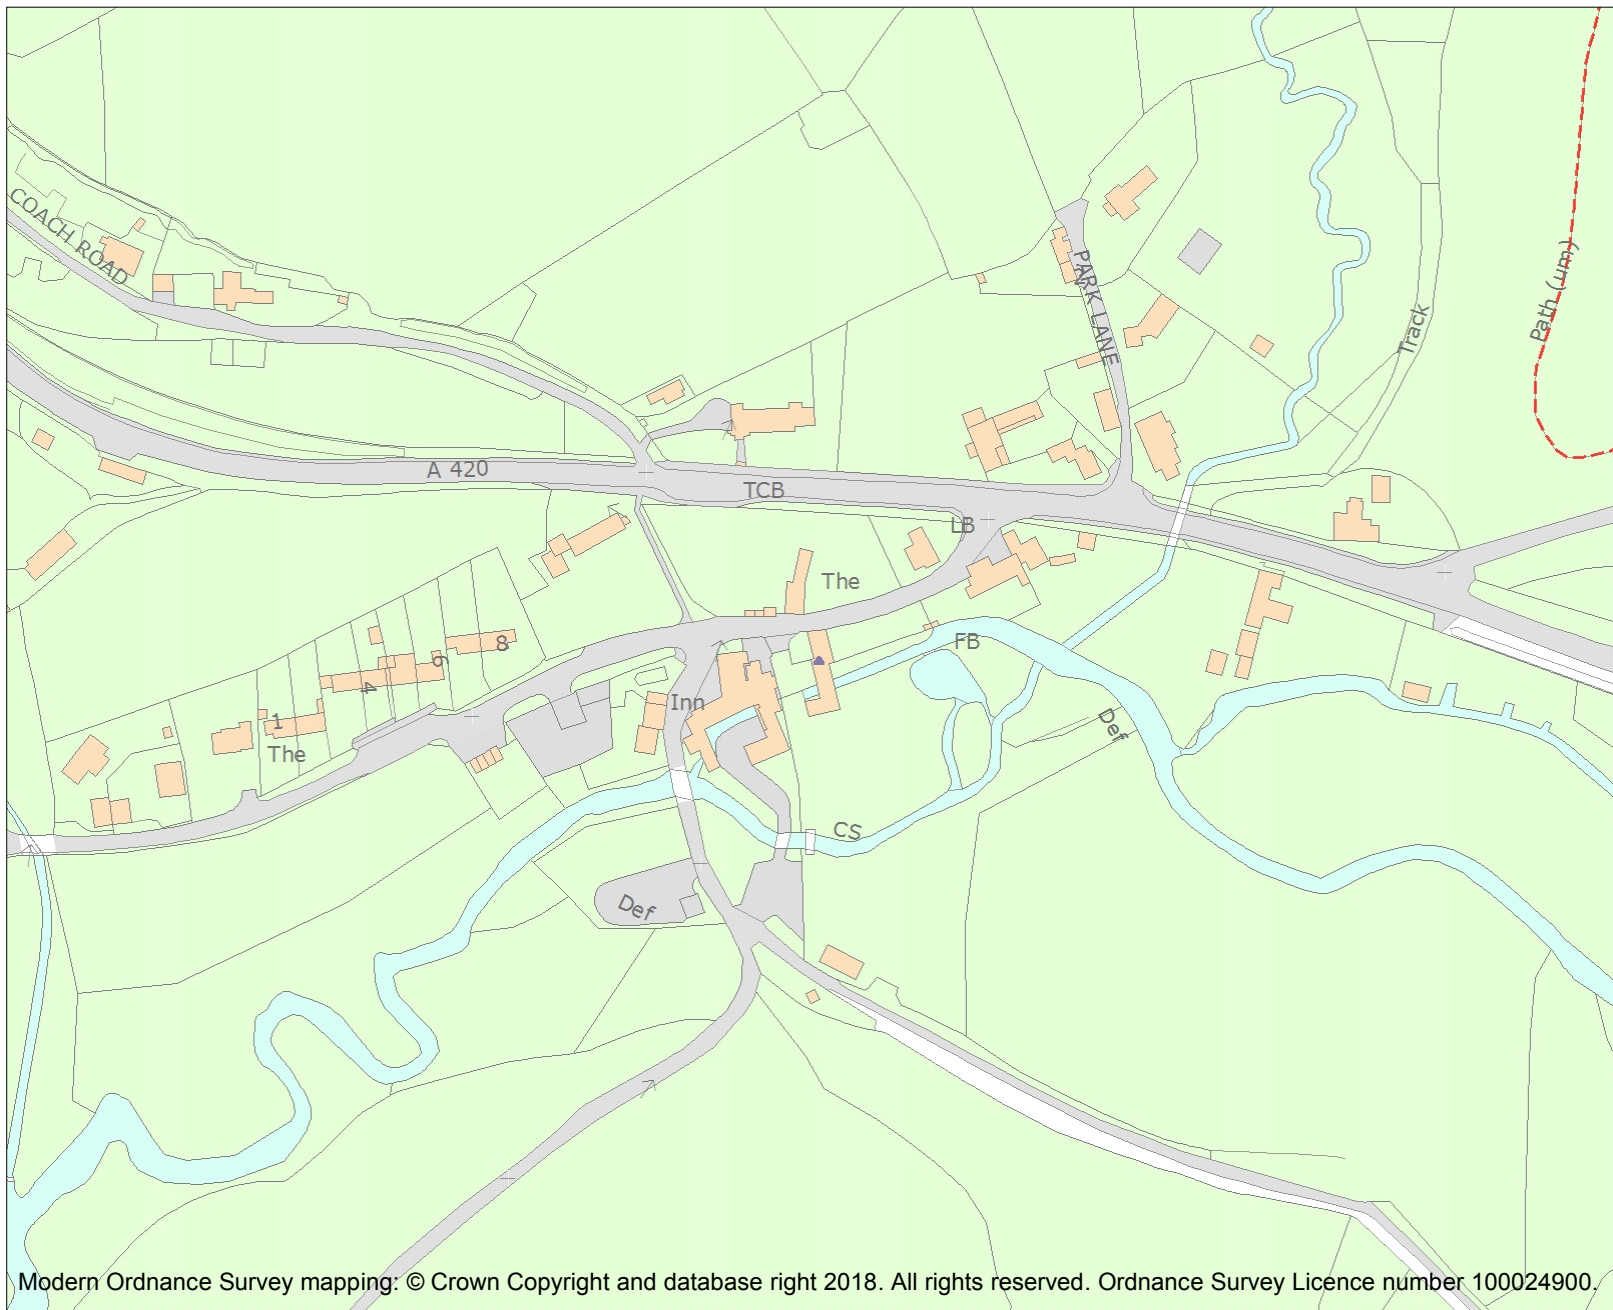 COACH ROAD
PARK LANE
Path (um)
Track
A 420
TCB
LB
The
FB
8
6
4
Inn
1
The
Def
CS
Def
Modern Ordnance Survey mapping: © Crown Copyright and database right 2018. All rights reserved. Ordnance Survey Licence number 100024900.